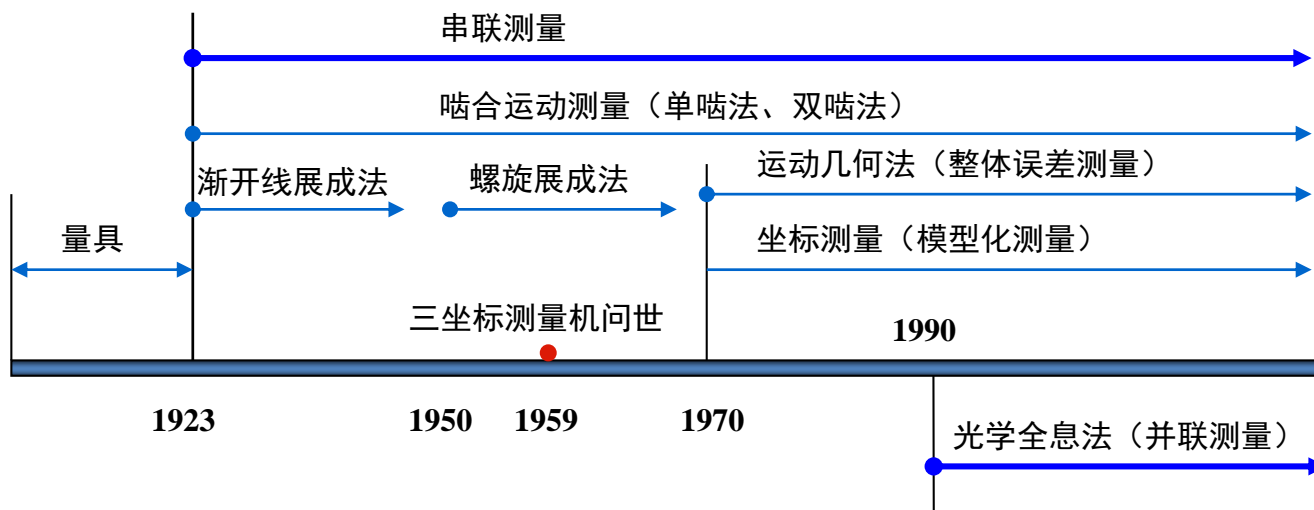 串联测量
啮合运动测量（单啮法、双啮法）
运动几何法（整体误差测量）
渐开线展成法
螺旋展成法
量具
坐标测量（模型化测量）
三坐标测量机问世
1990
1923
1950
1959
1970
光学全息法（并联测量）